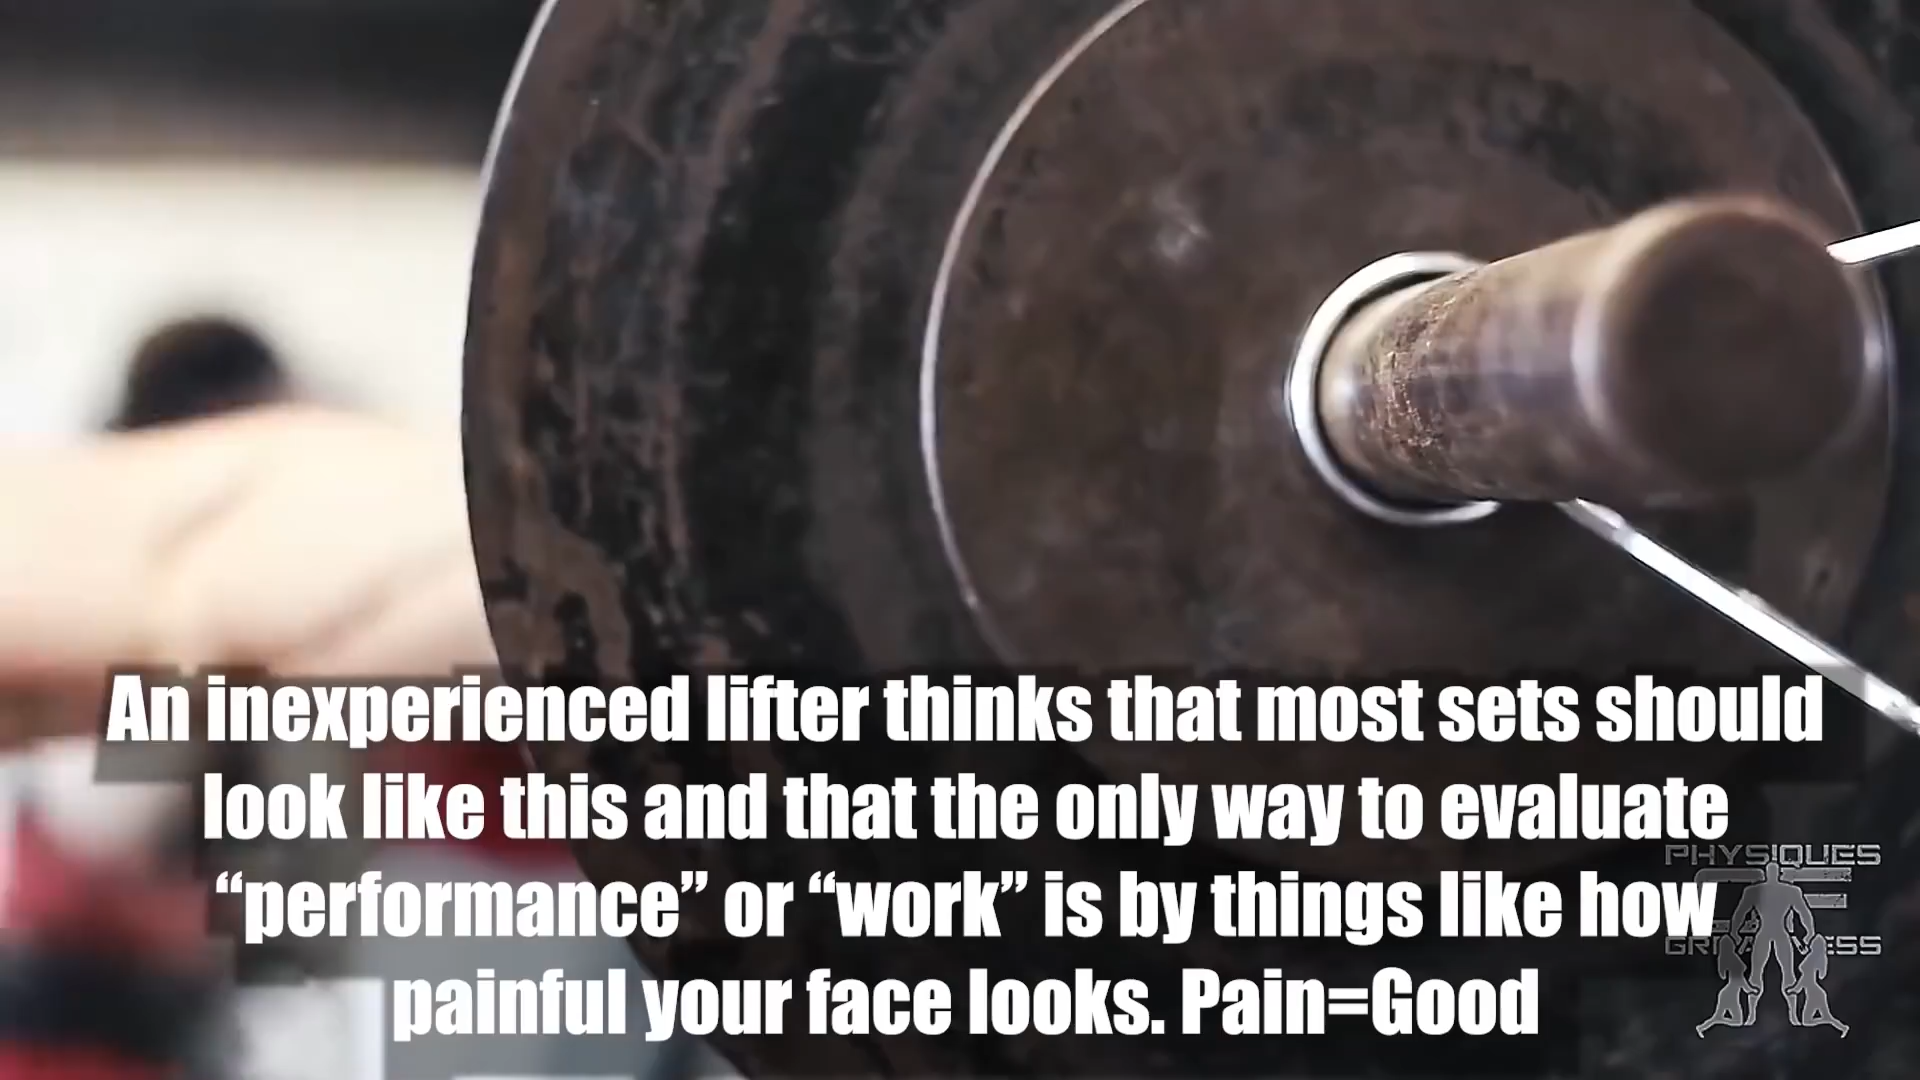 An inexperienced lifter thinks that most sets should
look like this and that the only way to evaluate
“performance” or “work” is by things like how
painful your face looks. Pain=Good
PHYSIQUES
OF